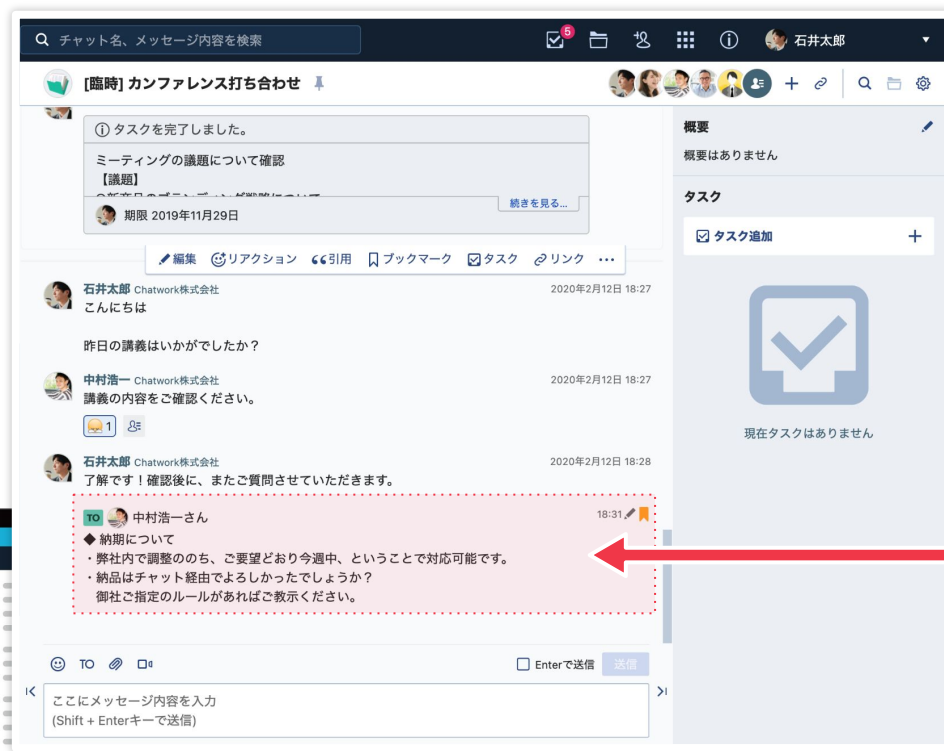 チャット名、メッセージ内容を検索
5
石井太郎
[臨時] カンファレンス打ち合わせ
タスクを完了しました。
ミーティングの議題について確認
【議題】
続きを見る...
期限 2019年11月29日
編集 リアクション 引用 ブックマーク タスク リンク
石井太郎 Chatwork株式会社 2020年2月12日 18:27
こんにちは
昨日の講義はいかがでしたか？
中村浩一 Chatwork株式会社 2020年2月12日 18:27
講義の内容をご確認ください。
1
石井太郎 Chatwork株式会社 2020年2月12日 18:28
了解です！確認後に、またご質問させていただきます。
TO 中村浩一さん 18:31
◆ 納期について
・弊社内で調整ののち、ご要望どおり今週中、ということで対応可能です。
・納品はチャット経由でよろしかったでしょうか？
御社ご指定のルールがあればご教示ください。
TO
Enterで送信 送信
ここにメッセージ内容を入力
(Shift + Enterキーで送信)
概要
概要はありません
タスク
タスク追加
現在タスクはありません